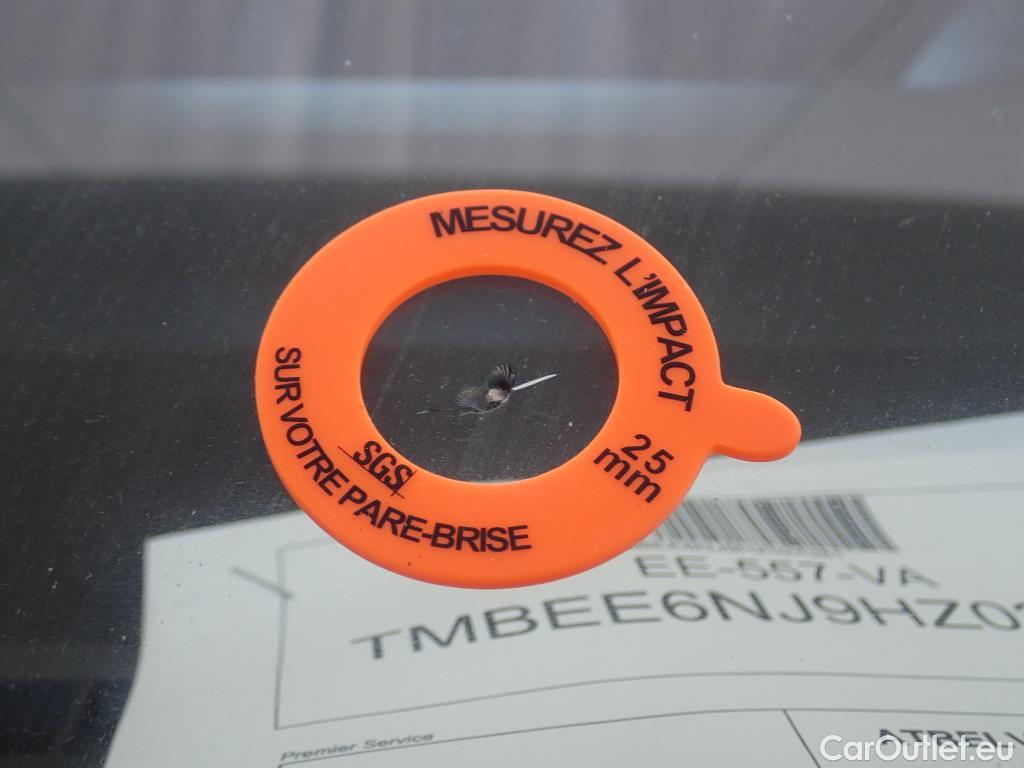 MESUREZ L'IMPACT
25
mm
SGS
SUR VOTRE PARE-BRISE
EE-557-VA
TMBEE6NJ9HZ0
Premier Service
CarOutlet.eu